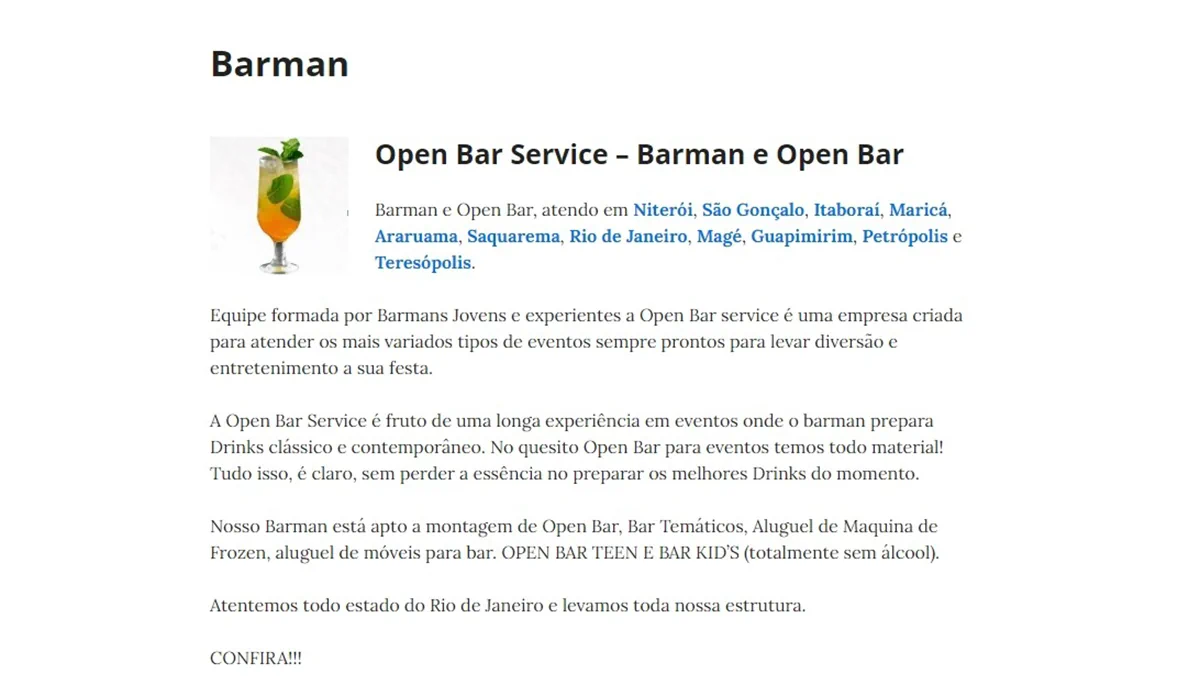 Barman
Open Bar Service – Barman e Open Bar
Barman e Open Bar, atendo em Niterói, São Gonçalo, Itaboraí, Maricá,
Araruama, Saquarema, Rio de Janeiro, Magé, Guapimirim, Petrópolis e
Teresópolis.
Equipe formada por Barmans Jovens e experientes a Open Bar service é uma empresa criada
para atender os mais variados tipos de eventos sempre prontos para levar diversão e
entretenimento a sua festa.
A Open Bar Service é fruto de uma longa experiência em eventos onde o barman prepara
Drinks clássico e contemporâneo. No quesito Open Bar para eventos temos todo material!
Tudo isso, é claro, sem perder a essência no preparar os melhores Drinks do momento.
Nosso Barman está apto a montagem de Open Bar, Bar Temáticos, Aluguel de Maquina de
Frozen, aluguel de móveis para bar. OPEN BAR TEEN E BAR KID’S (totalmente sem álcool).
Atentemos todo estado do Rio de Janeiro e levamos toda nossa estrutura.
CONFIRA!!!